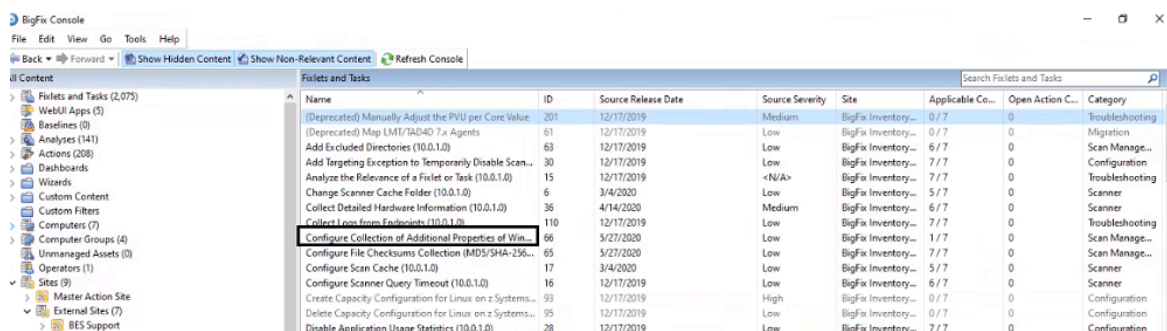 BigFix Console
File Edit View Go Tools Help
Back Forward Show Hidden Content Show Non-Relevant Content Refresh Console
ll Content Fixlets and Tasks Search Fixlets and Tasks
Fixlets and Tasks (2,075)
WebUI Apps (5)
Baselines (0)
Analyses (141)
Actions (208)
Dashboards
Wizards
Custom Content
Custom Filters
Computers (7)
Computer Groups (4)
Unmanaged Assets (0)
Operators (1)
Sites (9)
Master Action Site
External Sites (7)
BES Support
Name ID Source Release Date Source Severity Site Applicable Co... Open Action C... Category
(Deprecated) Manually Adjust the PVU per Core Value 201 12/17/2019 Medium BigFix Inventory... 0 / 7 0 Troubleshooting
(Deprecated) Map LMT/TAD4D 7.x Agents 61 12/17/2019 Low BigFix Inventory... 0 / 7 0 Migration
Add Excluded Directories (10.0.1.0) 63 12/17/2019 Low BigFix Inventory... 6 / 7 0 Scan Manage...
Add Targeting Exception to Temporarily Disable Scan... 30 12/17/2019 Low BigFix Inventory... 7 / 7 0 Configuration
Analyze the Relevance of a Fixlet or Task (10.0.1.0) 15 12/17/2019 <N/A> BigFix Inventory... 7 / 7 0 Troubleshooting
Change Scanner Cache Folder (10.0.1.0) 6 3/4/2020 Low BigFix Inventory... 5 / 7 0 Scanner
Collect Detailed Hardware Information (10.0.1.0) 36 4/14/2020 Medium BigFix Inventory... 6 / 7 0 Scanner
Collect Logs from Endpoints (10.0.1.0) 110 12/17/2019 Low BigFix Inventory... 7 / 7 0 Troubleshooting
Configure Collection of Additional Properties of Win... 66 5/27/2020 Low BigFix Inventory... 1 / 7 0 Scan Manage...
Configure File Checksums Collection (MD5/SHA-256... 65 5/27/2020 Low BigFix Inventory... 7 / 7 0 Scan Manage...
Configure Scan Cache (10.0.1.0) 17 3/4/2020 Low BigFix Inventory... 5 / 7 0 Scanner
Configure Scanner Query Timeout (10.0.1.0) 16 12/17/2019 Low BigFix Inventory... 6 / 7 0 Scanner
Create Capacity Configuration for Linux on z Systems... 93 12/17/2019 High BigFix Inventory... 0 / 7 0 Configuration
Delete Capacity Configuration for Linux on z Systems... 95 12/17/2019 Low BigFix Inventory... 0 / 7 0 Configuration
Disable Application Usage Statistics (10.0.1.0) 28 12/17/2019 Low BigFix Inventory... 7 / 7 0 Configuration